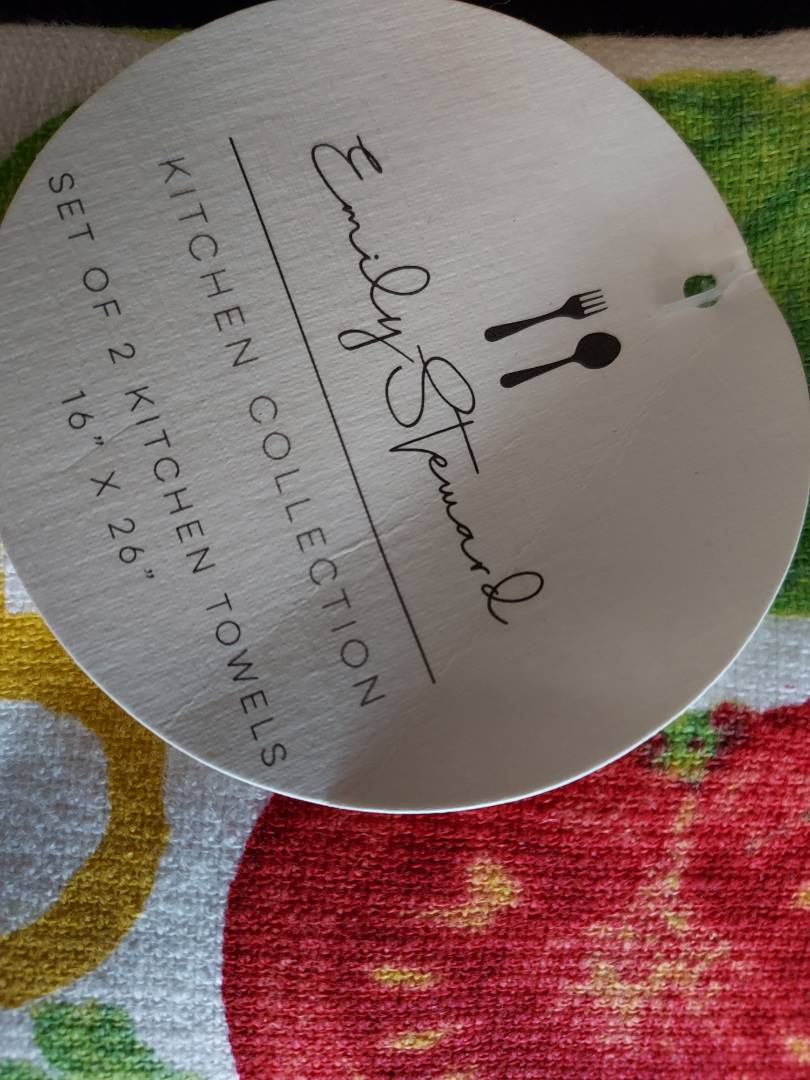 Emily Steward
KITCHEN COLLECTION
SET OF 2 KITCHEN TOWELS
16" X 26"